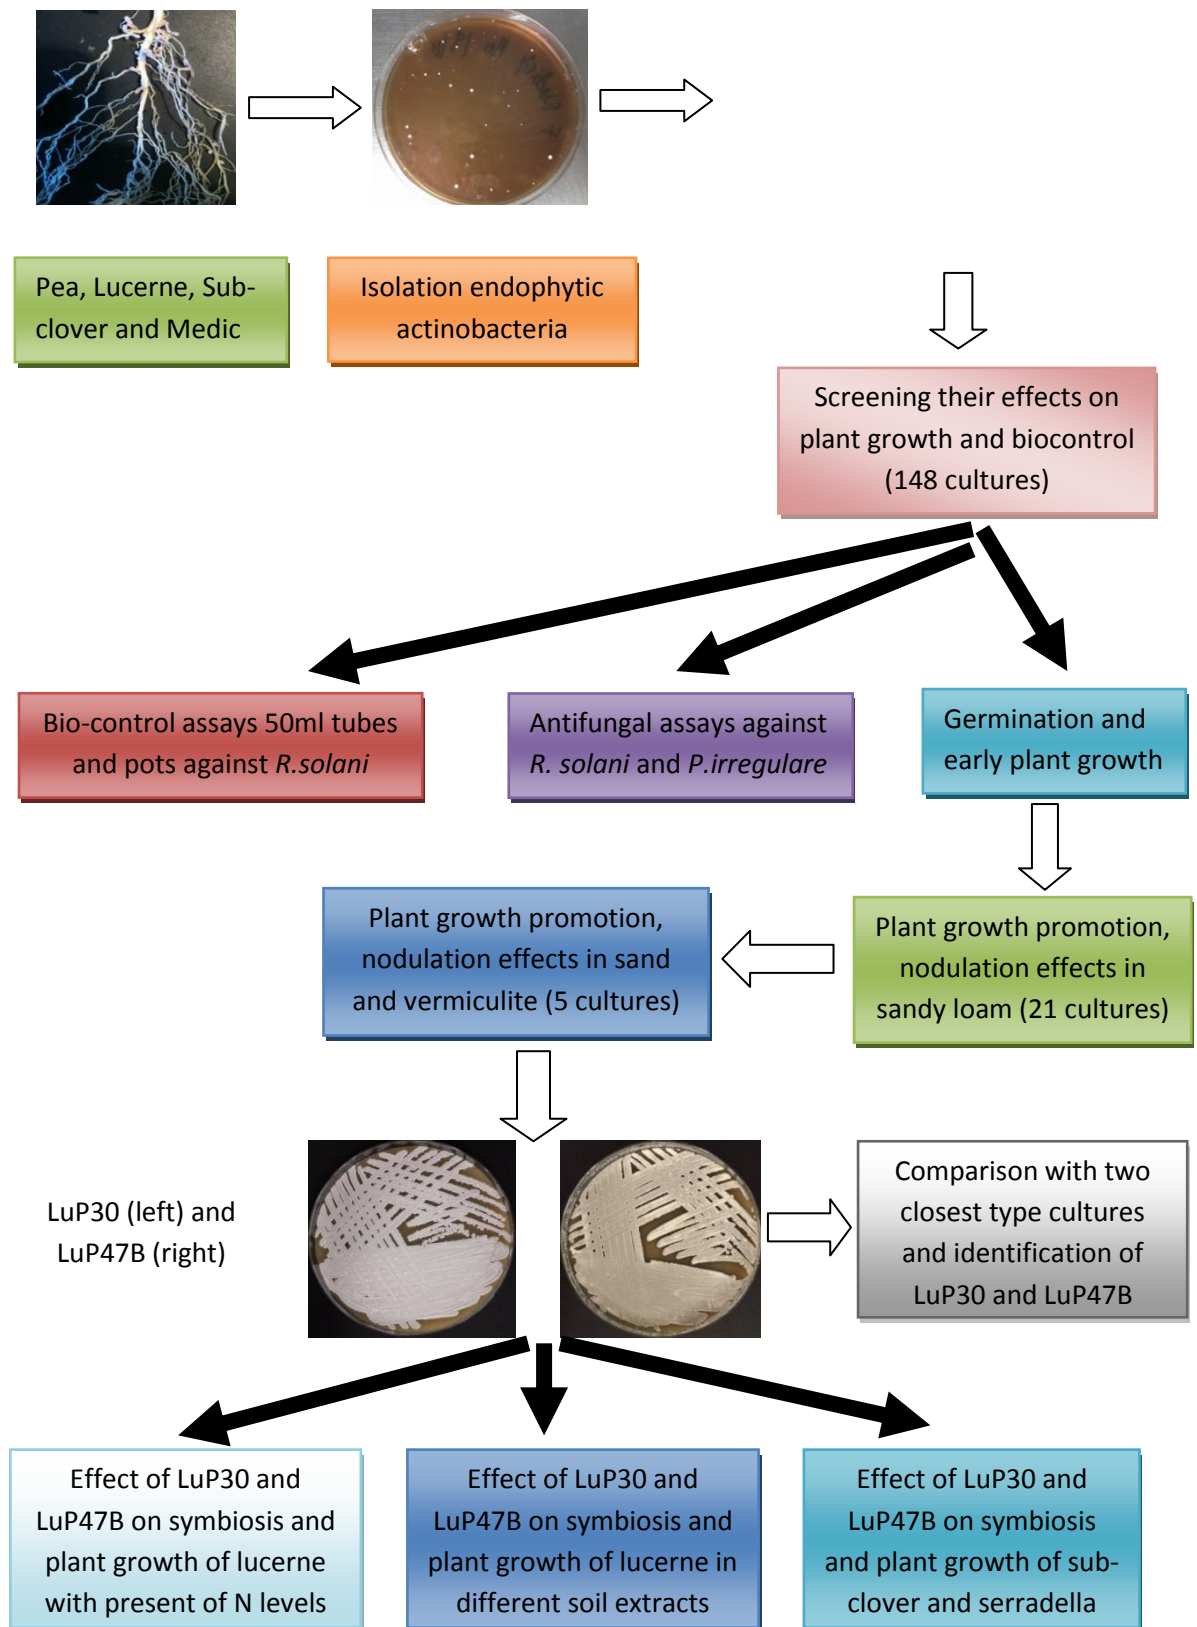 Pea, Lucerne, Sub-
clover and Medic
Isolation endophytic
actinobacteria
Screening their effects on
plant growth and biocontrol
(148 cultures)
Bio-control assays 50ml tubes
and pots against R.solani
Antifungal assays against
R. solani and P.irregulare
Germination and
early plant growth
Plant growth promotion,
nodulation effects in
sandy loam (21 cultures)
Plant growth promotion,
nodulation effects in sand
and vermiculite (5 cultures)
LuP30 (left) and
LuP47B (right)
Comparison with two
closest type cultures
and identification of
LuP30 and LuP47B
Effect of LuP30 and
LuP47B on symbiosis and
plant growth of lucerne
with present of N levels
Effect of LuP30 and
LuP47B on symbiosis and
plant growth of lucerne in
different soil extracts
Effect of LuP30 and
LuP47B on symbiosis
and plant growth of sub-
clover and serradella